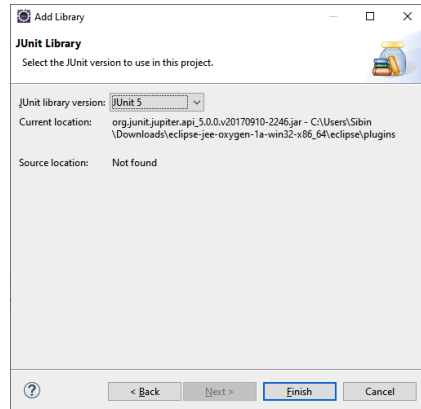 Add Library
JUnit Library
Select the JUnit version to use in this project.
JUnit library version: JUnit 5
Current location: org.junit.jupiter.api_5.0.0.v20170910-2246.jar - C:\Users\Sibin
\Downloads\eclipse-jee-oxygen-1a-win32-x86_64\eclipse\plugins
Source location: Not found
? < Back Next > Finish Cancel